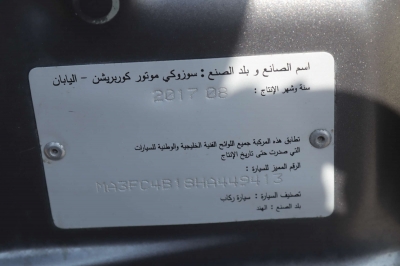 اسم الصانع و بلد الصنع : سوزوكي موتور كوربريشن - اليابان
سنة وشهر الإنتاج : 2017 08
تطابق هذه المركبة جميع اللوائح الفنية الخليجية والوطنية للسيارات
التي صدرت حتى تاريخ الإنتاج
الرقم المميز للسيارة :
MA3FC4B1SHA449413
تصنيف السيارة : سيارة ركاب
بلد الصنع : الهند